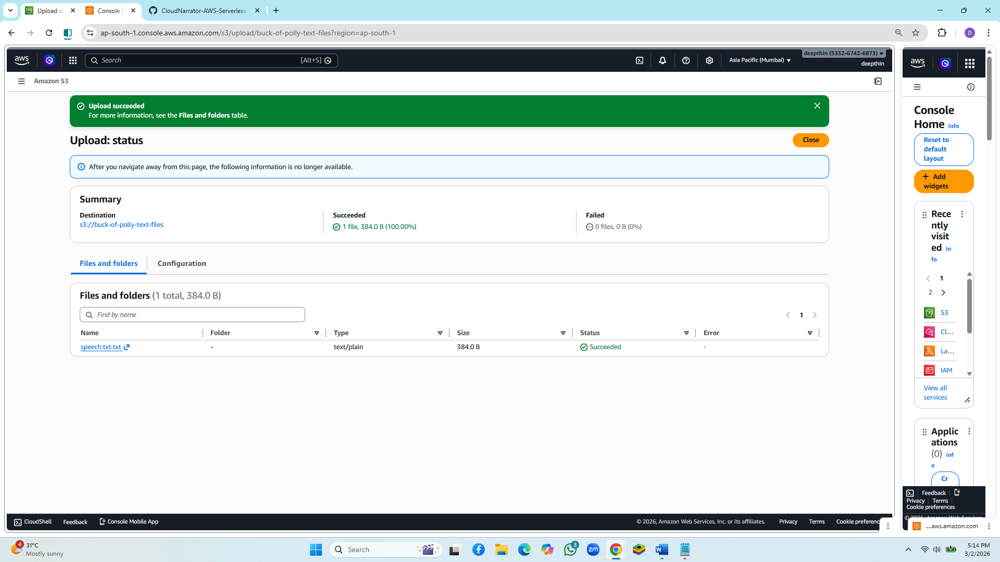 Upload o
Console H
CloudNarrator-AWS-Serverless-
ap-south-1.console.aws.amazon.com/s3/upload/buck-of-polly-text-files?region=ap-south-1
D
aws
Search
[Alt+S]
Asia Pacific (Mumbai)
deepthin (5332-6742-6873)
deepthin
Amazon S3
Upload succeeded
For more information, see the Files and folders table.
Upload: status
Close
After you navigate away from this page, the following information is no longer available.
Summary
Destination
s3://buck-of-polly-text-files
Succeeded
1 file, 384.0 B (100.00%)
Failed
0 files, 0 B (0%)
Files and folders
Configuration
Files and folders (1 total, 384.0 B)
Find by name
1
Name Folder Type Size Status Error
speech.txt.txt - text/plain 384.0 B Succeeded -
CloudShell Feedback Console Mobile App
© 2026, Amazon Web Services, Inc. or its affiliates. Privacy Terms Cookie preferenc
aws
Console
Home Info
Reset to
default
layout
Add
widgets
Rece
ntly
visit
ed In
fo
1
2
S3
Cl...
La...
IAM
View all
services
Applic
ations
(0) Inf
o
Cr
Feedback
Privacy Terms
Cookie preferences
© 2026, Amazon Web Services
....aws.amazon.com
4
31°C
Mostly sunny
Search
3
zm
5:14 PM
3/2/2026